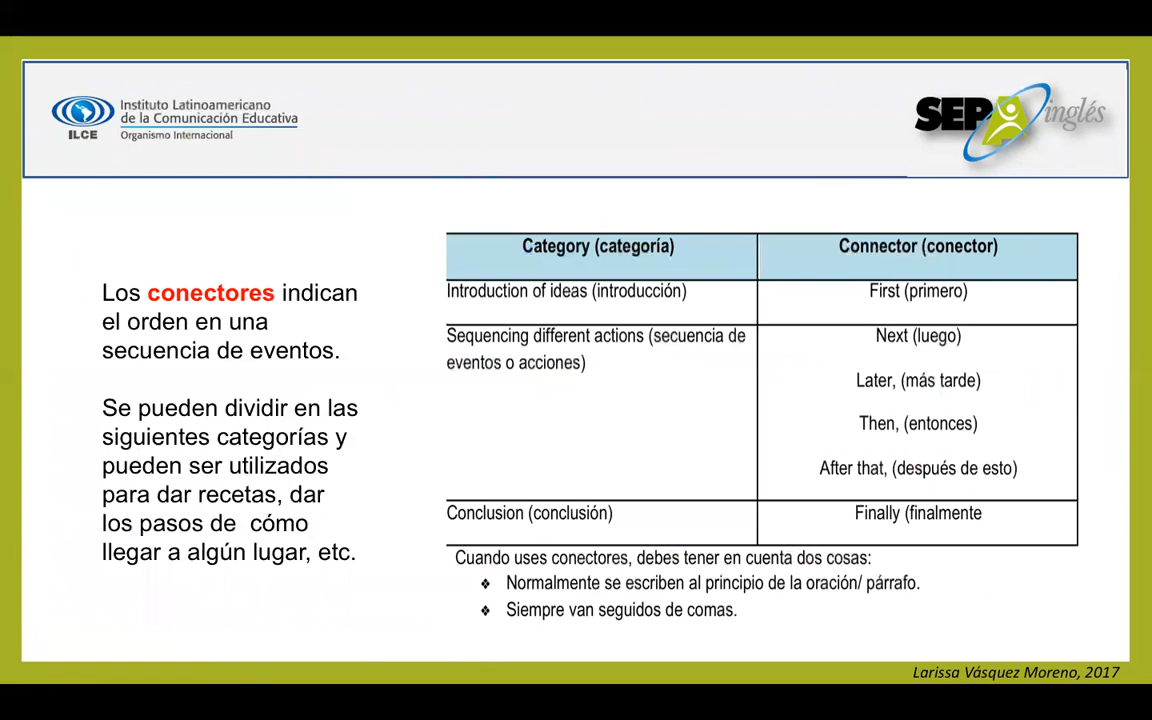 Instituto Latinoamericano
de la Comunicación Educativa
ILCE
Organismo Internacional
SEPA inglés
Los conectores indican
el orden en una
secuencia de eventos.
Se pueden dividir en las
siguientes categorías y
pueden ser utilizados
para dar recetas, dar
los pasos de cómo
llegar a algún lugar, etc.
Category (categoría)
Connector (conector)
Introduction of ideas (introducción)
First (primero)
Sequencing different actions (secuencia de
eventos o acciones)
Next (luego)
Later, (más tarde)
Then, (entonces)
After that, (después de esto)
Conclusion (conclusión)
Finally (finalmente
Cuando uses conectores, debes tener en cuenta dos cosas:
❖ Normalmente se escriben al principio de la oración/ párrafo.
❖ Siempre van seguidos de comas.
Larissa Vásquez Moreno, 2017